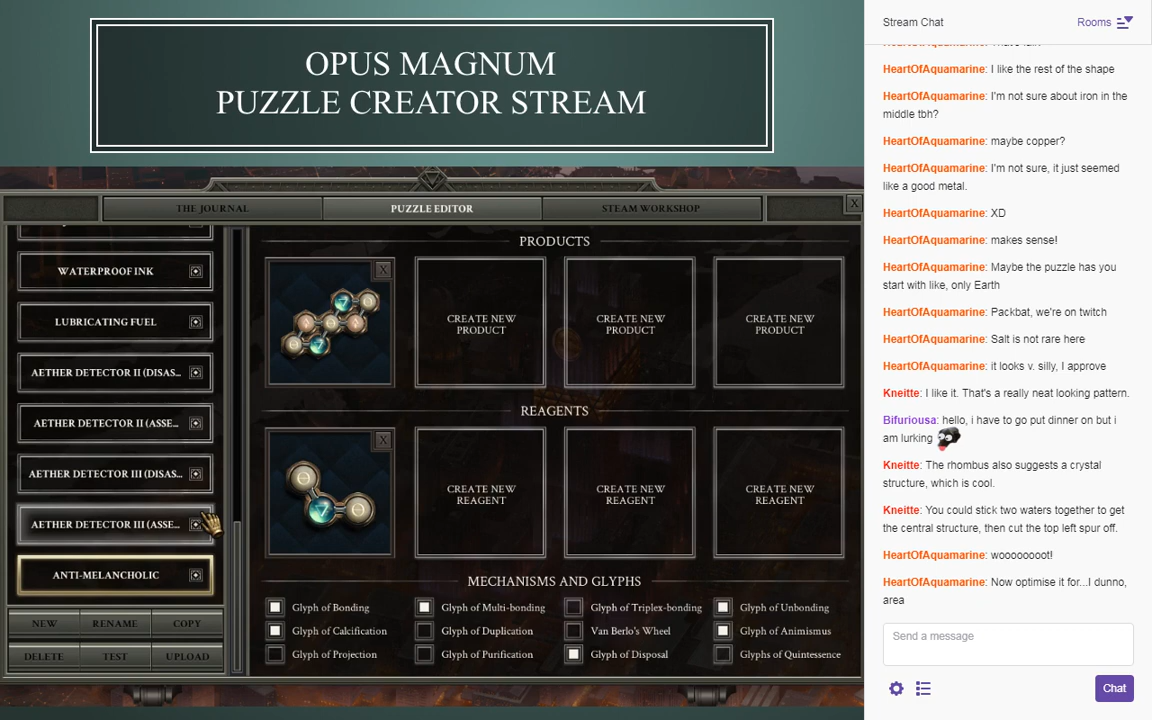 OPUS MAGNUM
PUZZLE CREATOR STREAM
THE JOURNAL
PUZZLE EDITOR
STEAM WORKSHOP
X
WATERPROOF INK
LUBRICATING FUEL
AETHER DETECTOR II (DISAS...
AETHER DETECTOR II (ASSE...
AETHER DETECTOR III (DISAS...
AETHER DETECTOR III (ASSE...
ANTI-MELANCHOLIC
NEW RENAME COPY
DELETE TEST UPLOAD
PRODUCTS
X
CREATE NEW
PRODUCT
CREATE NEW
PRODUCT
CREATE NEW
PRODUCT
REAGENTS
X
CREATE NEW
REAGENT
CREATE NEW
REAGENT
CREATE NEW
REAGENT
MECHANISMS AND GLYPHS
Glyph of Bonding Glyph of Multi-bonding Glyph of Triplex-bonding Glyph of Unbonding
Glyph of Calcification Glyph of Duplication Van Berlo's Wheel Glyph of Animismus
Glyph of Projection Glyph of Purification Glyph of Disposal Glyphs of Quintessence
Stream Chat
Rooms
HeartOfAquamarine: I like the rest of the shape
HeartOfAquamarine: I'm not sure about iron in the
middle tbh?
HeartOfAquamarine: maybe copper?
HeartOfAquamarine: I'm not sure, it just seemed
like a good metal.
HeartOfAquamarine: XD
HeartOfAquamarine: makes sense!
HeartOfAquamarine: Maybe the puzzle has you
start with like, only Earth
HeartOfAquamarine: Packbat, we're on twitch
HeartOfAquamarine: Salt is not rare here
HeartOfAquamarine: it looks v. silly, I approve
Kneitte: I like it. That's a really neat looking pattern.
Bifuriousa: hello, i have to go put dinner on but i
am lurking
Kneitte: The rhombus also suggests a crystal
structure, which is cool.
Kneitte: You could stick two waters together to get
the central structure, then cut the top left spur off.
HeartOfAquamarine: woooooooot!
HeartOfAquamarine: Now optimise it for...I dunno,
area
Send a message
Chat